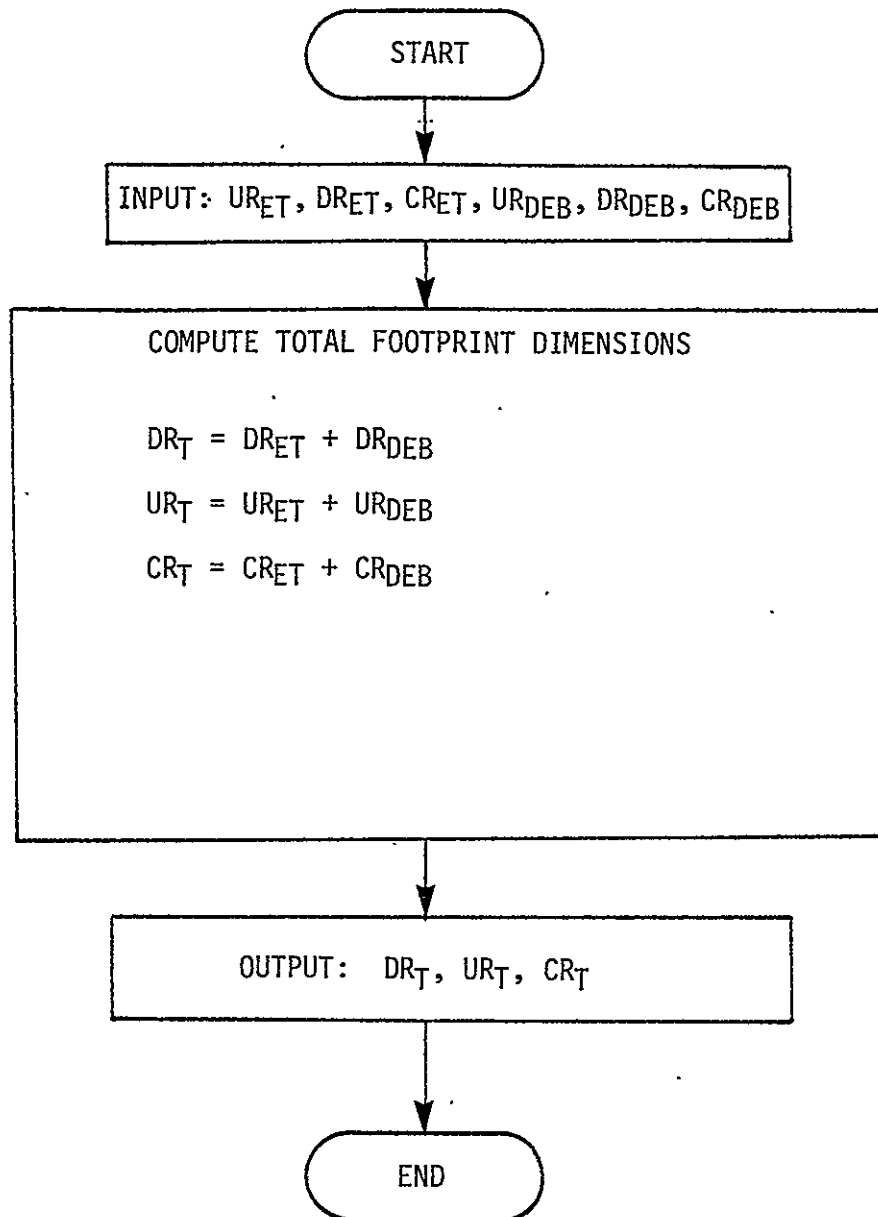 START
INPUT: UR_ET, DR_ET, CR_ET, UR_DEB, DR_DEB, CR_DEB
COMPUTE TOTAL FOOTPRINT DIMENSIONS
DR_T = DR_ET + DR_DEB
UR_T = UR_ET + UR_DEB
CR_T = CR_ET + CR_DEB
OUTPUT: DR_T, UR_T, CR_T
END